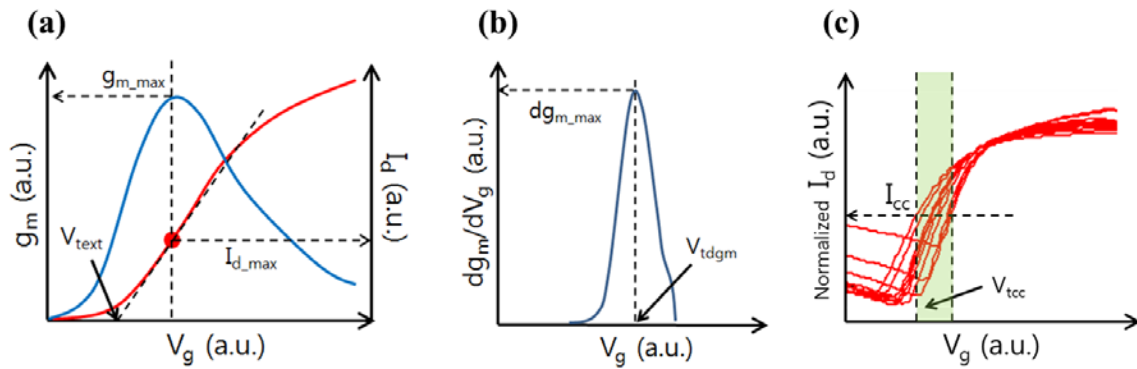 (a)
g_m_max
g_m (a.u.)
V_text
I_d_max
I_d (a.u.)
V_g (a.u.)
(b)
dg_m_max
dg_m/dV_g (a.u.)
V_tdgm
V_g (a.u.)
(c)
Normalized I_d (a.u.)
I_cc
V_tcc
V_g (a.u.)